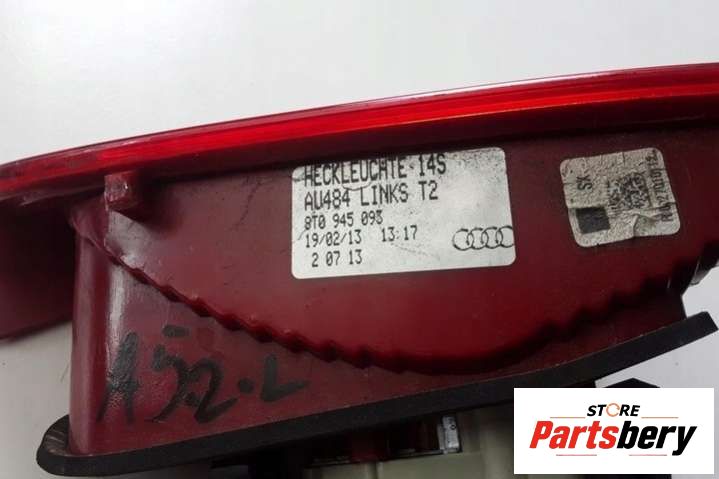 HECKLEUCHTE 14S
AU484 LINKS T2
8T0 945 093
19/02/13 13:17
2 07 13
SK
A5.2.L
STORE
Partsbery